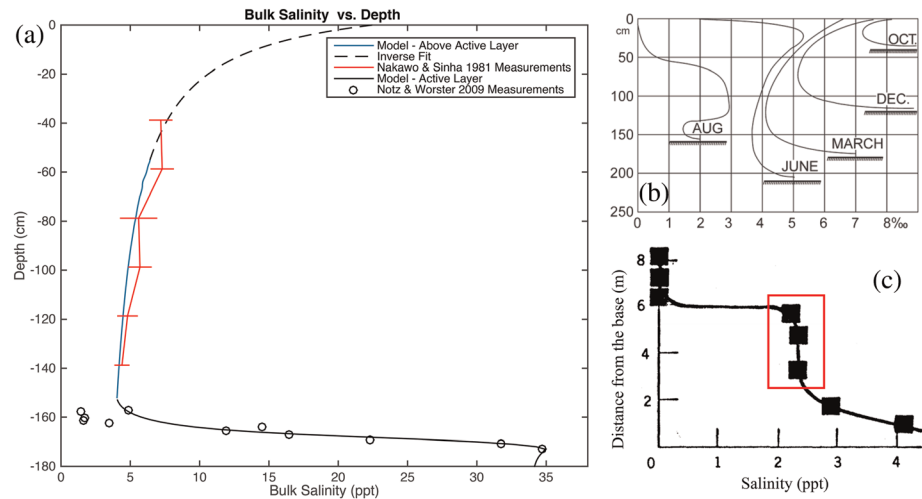 (a)
Bulk Salinity vs. Depth
Model - Above Active Layer
Inverse Fit
Nakawo & Sinha 1981 Measurements
Model - Active Layer
Notz & Worster 2009 Measurements
Depth (cm)
0
-20
-40
-60
-80
-100
-120
-140
-160
-180
0 5 10 15 20 25 30 35
Bulk Salinity (ppt)
0
cm
50
100
150
200
250
OCT.
DEC.
AUG
MARCH
JUNE
(b)
0 1 2 3 4 5 6 7 8‰
(c)
Distance from the base (m)
8
6
4
2
0 1 2 3 4
Salinity (ppt)